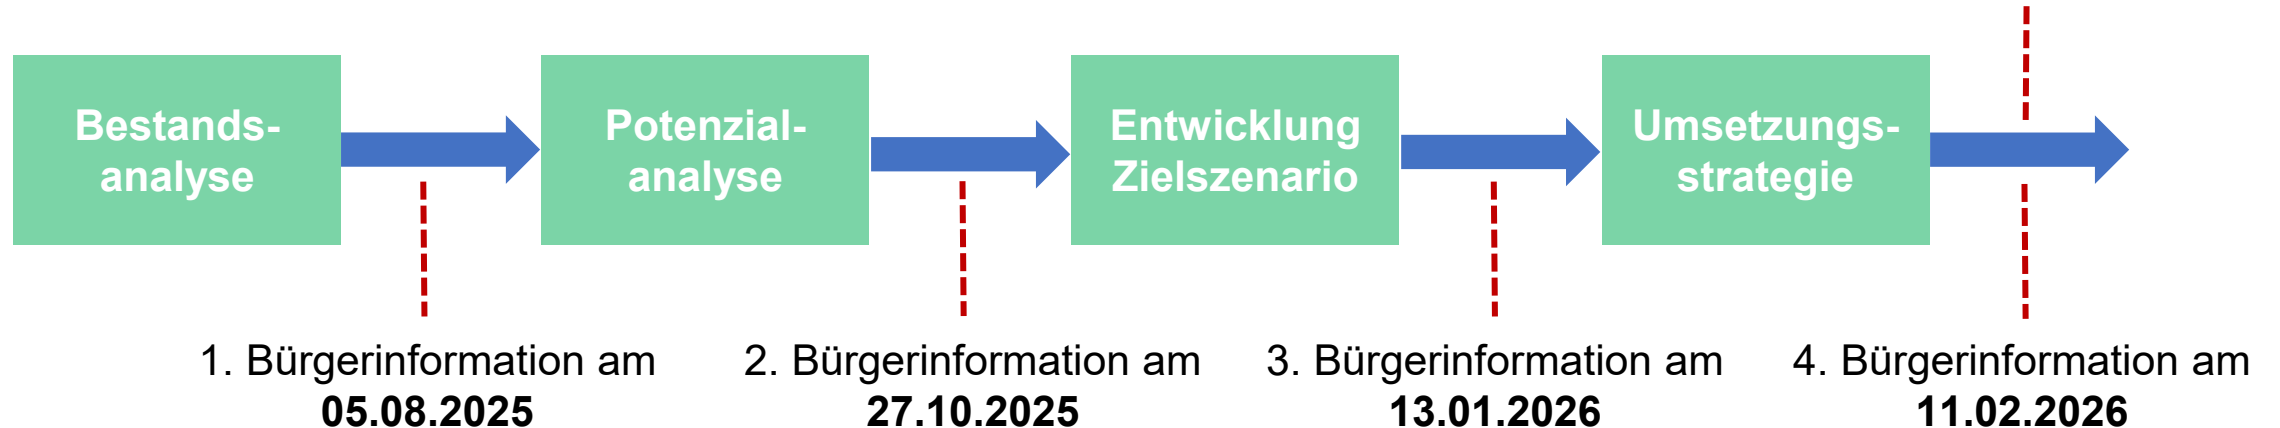 Bestands-
analyse
Potenzial-
analyse
Entwicklung
Zielszenario
Umsetzungs-
strategie
1. Bürgerinformation am
05.08.2025
2. Bürgerinformation am
27.10.2025
3. Bürgerinformation am
13.01.2026
4. Bürgerinformation am
11.02.2026